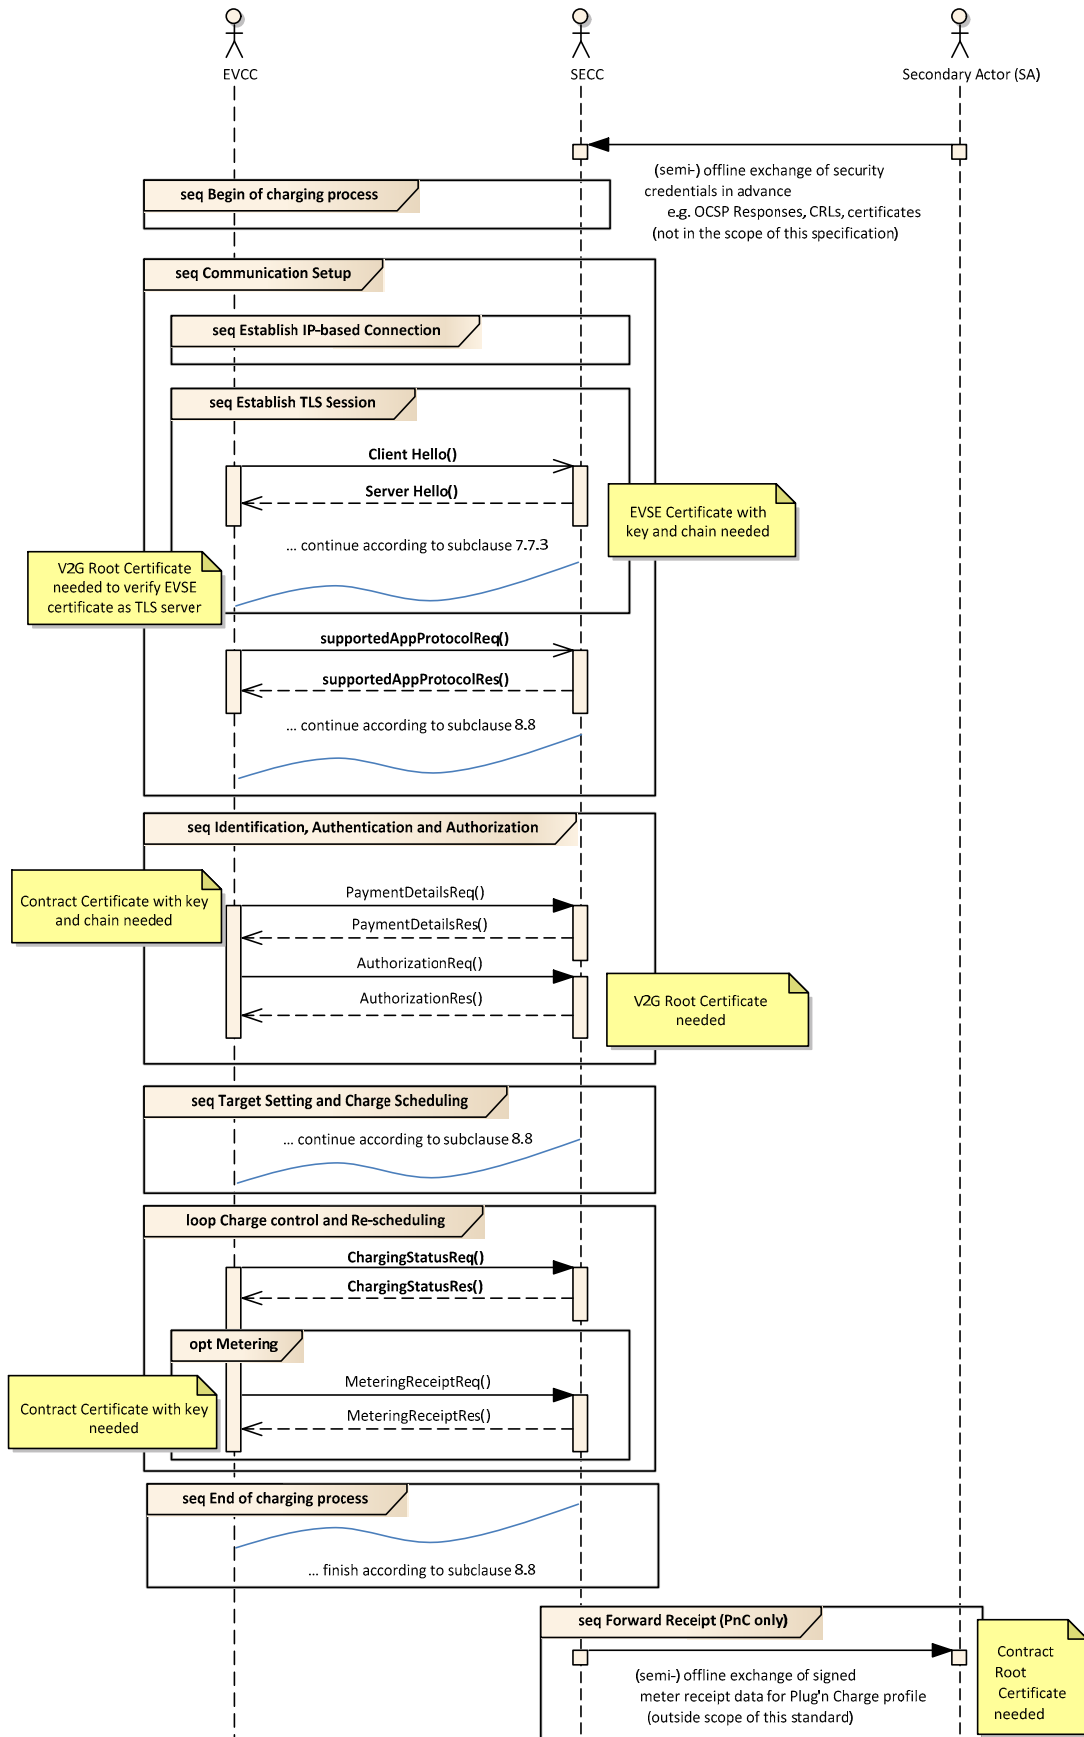 EVCC
SECC
Secondary Actor (SA)
(semi-) offline exchange of security
credentials in advance
e.g. OCSP Responses, CRLs, certificates
(not in the scope of this specification)
seq Begin of charging process
seq Communication Setup
seq Establish IP-based Connection
seq Establish TLS Session
Client Hello()
Server Hello()
EVSE Certificate with
key and chain needed
... continue according to subclause 7.7.3
V2G Root Certificate
needed to verify EVSE
certificate as TLS server
supportedAppProtocolReq()
supportedAppProtocolRes()
... continue according to subclause 8.8
seq Identification, Authentication and Authorization
Contract Certificate with key
and chain needed
PaymentDetailsReq()
PaymentDetailsRes()
AuthorizationReq()
AuthorizationRes()
V2G Root Certificate
needed
seq Target Setting and Charge Scheduling
... continue according to subclause 8.8
loop Charge control and Re-scheduling
ChargingStatusReq()
ChargingStatusRes()
opt Metering
MeteringReceiptReq()
MeteringReceiptRes()
Contract Certificate with key
needed
seq End of charging process
... finish according to subclause 8.8
seq Forward Receipt (PnC only)
(semi-) offline exchange of signed
meter receipt data for Plug'n Charge profile
(outside scope of this standard)
Contract
Root
Certificate
needed